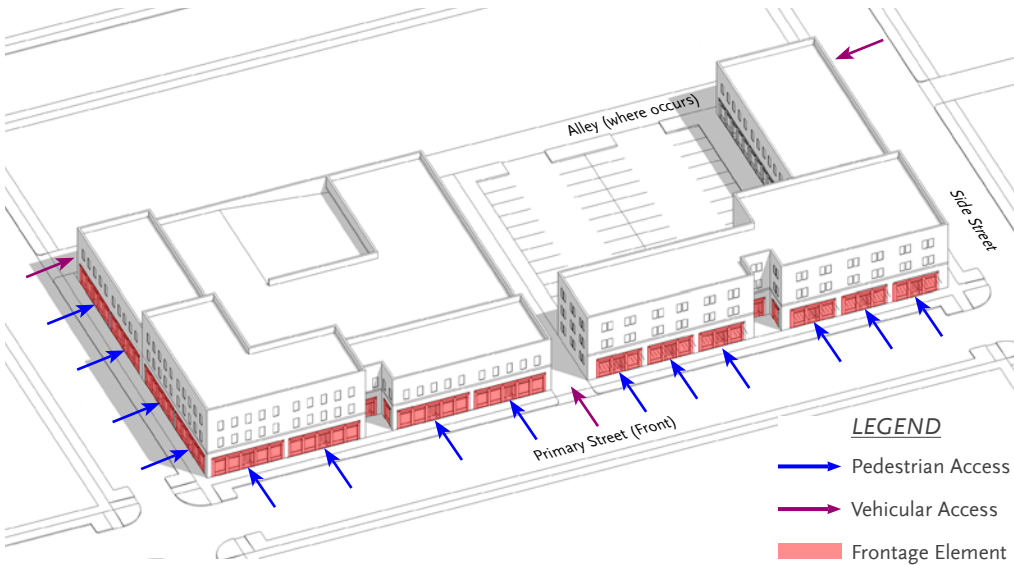 Alley (where occurs)
Side Street
Primary Street (Front)
LEGEND
Pedestrian Access
Vehicular Access
Frontage Element